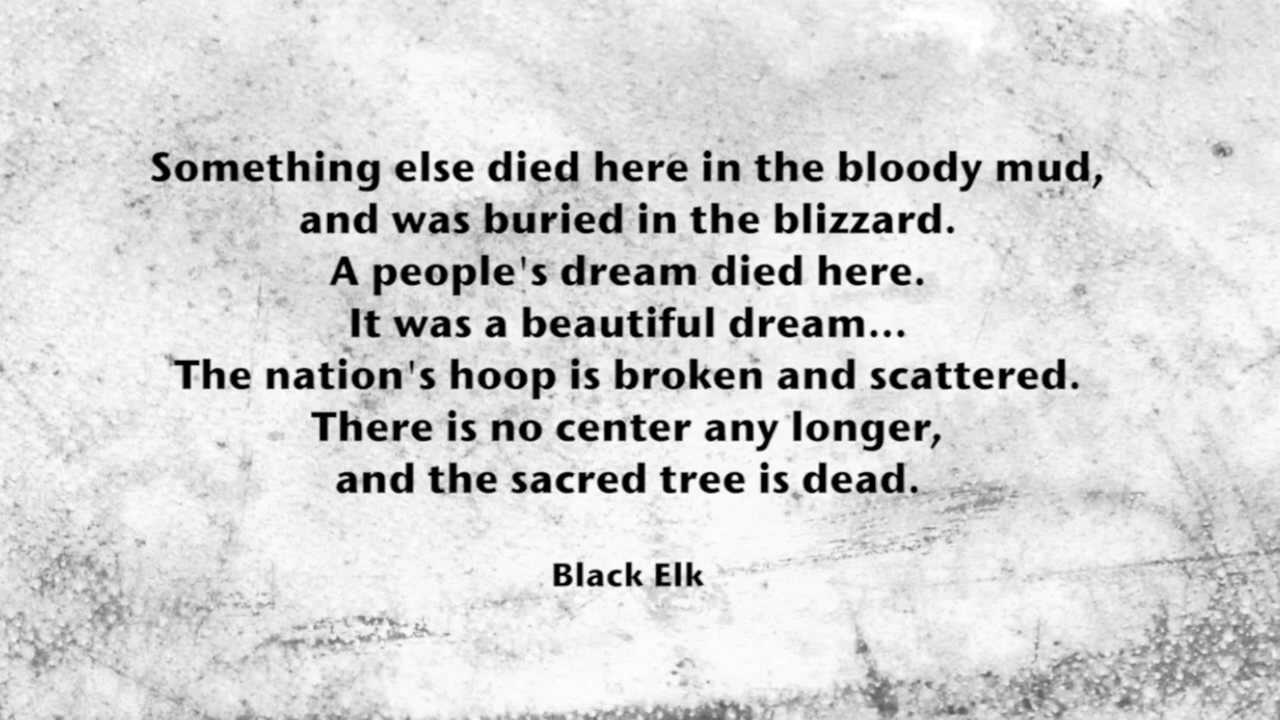 Something else died here in the bloody mud,
and was buried in the blizzard.
A people's dream died here.
It was a beautiful dream...
The nation's hoop is broken and scattered.
There is no center any longer,
and the sacred tree is dead.
Black Elk